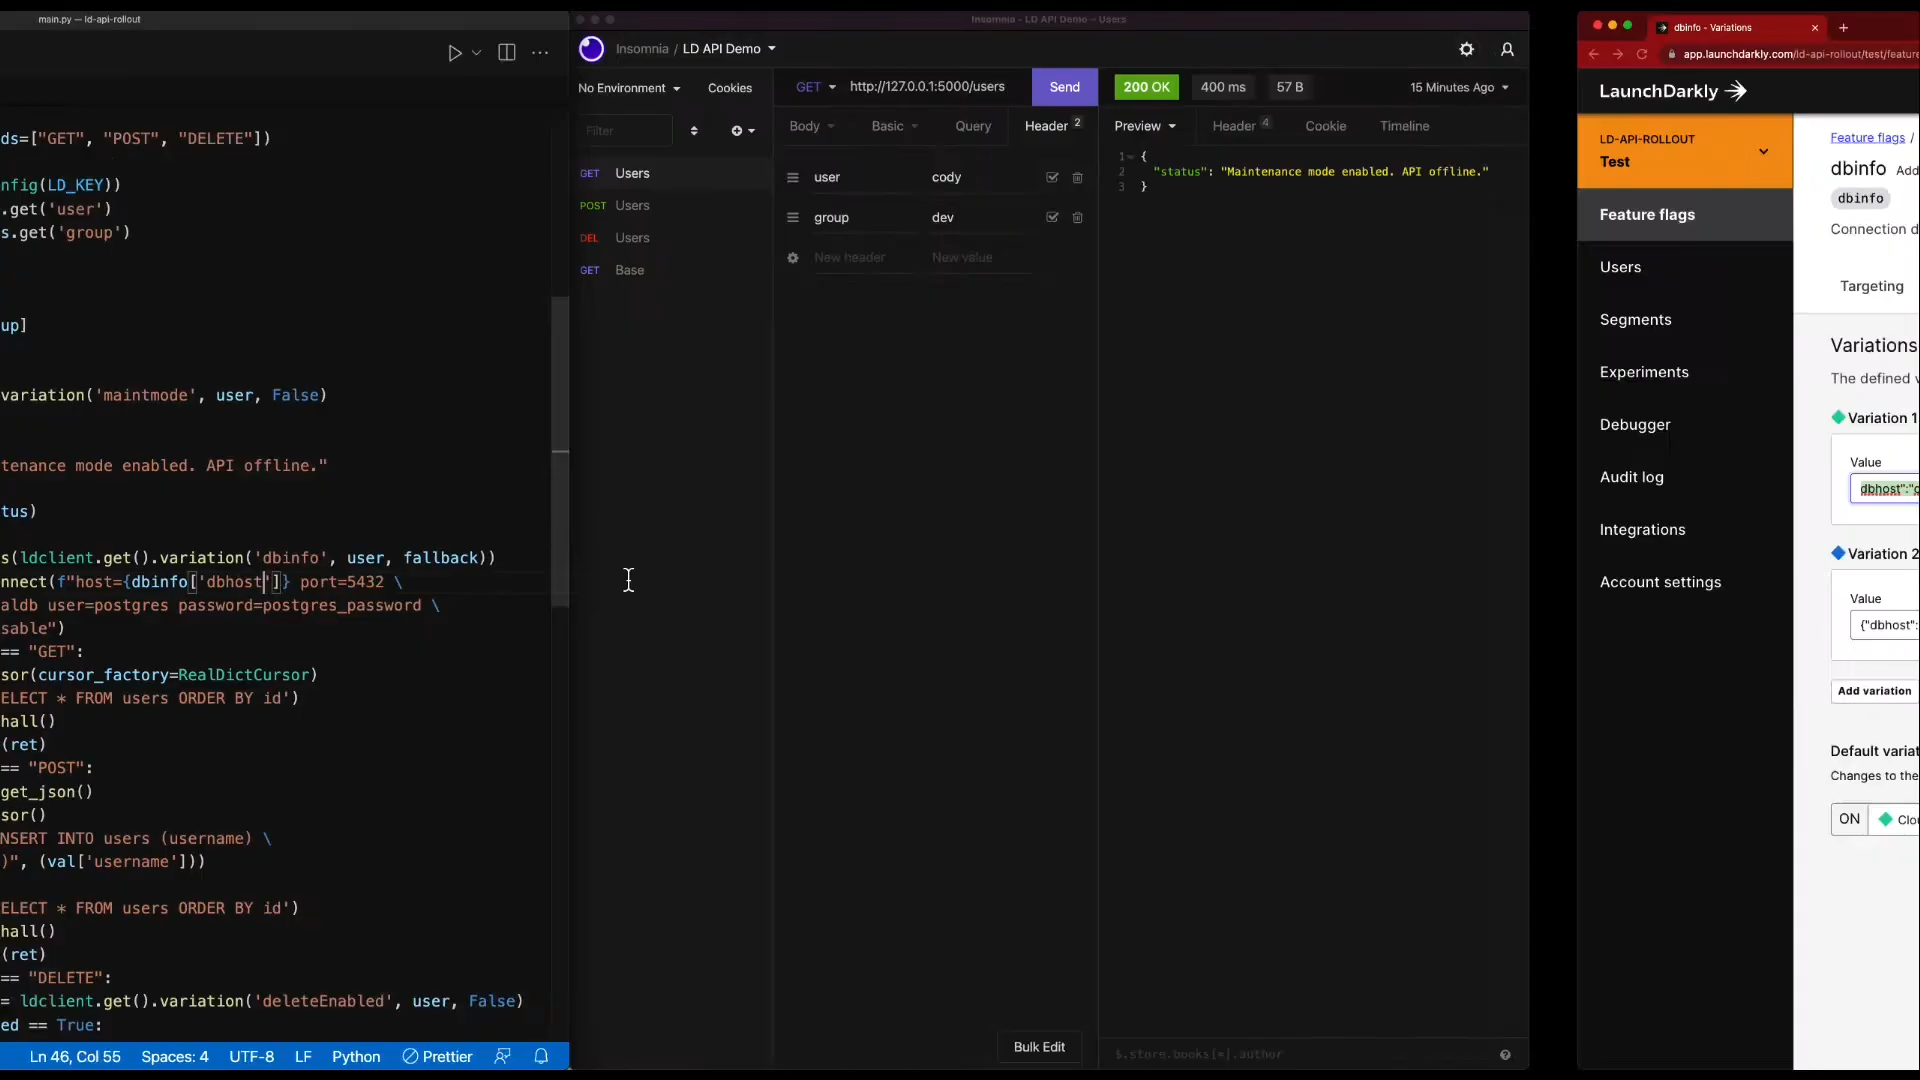 main.py — ld-api-rollout
ds=["GET", "POST", "DELETE"])
nfig(LD_KEY))
.get('user')
s.get('group')
up]
variation('maintmode', user, False)
tenance mode enabled. API offline."
tus)
s(ldclient.get().variation('dbinfo', user, fallback))
nnect(f"host={dbinfo['dbhost']} port=5432 \
aldb user=postgres password=postgres_password \
sable")
== "GET":
sor(cursor_factory=RealDictCursor)
ELECT * FROM users ORDER BY id')
hall()
(ret)
== "POST":
get_json()
sor()
NSERT INTO users (username) \
)", (val['username']))
ELECT * FROM users ORDER BY id')
hall()
(ret)
== "DELETE":
= ldclient.get().variation('deleteEnabled', user, False)
ed == True:
Ln 46, Col 55 Spaces: 4 UTF-8 LF Python Prettier
Insomnia - LD API Demo – Users
Insomnia / LD API Demo
No Environment Cookies
Filter
GET Users
POST Users
DEL Users
GET Base
GET http://127.0.0.1:5000/users Send
Body Basic Query Header 2
user cody
group dev
New header New value
Bulk Edit
200 OK 400 ms 57 B 15 Minutes Ago
Preview Header 4 Cookie Timeline
1 {
2 "status": "Maintenance mode enabled. API offline."
3 }
$.store.books[*].author
dbinfo - Variations
app.launchdarkly.com/ld-api-rollout/test/feature
LaunchDarkly
LD-API-ROLLOUT
Test
Feature flags
Users
Segments
Experiments
Debugger
Audit log
Integrations
Account settings
Feature flags /
dbinfo Add
dbinfo
Connection d
Targeting
Variations
The defined v
Variation 1
Value
dbhost":"c
Variation 2
Value
{"dbhost":
Add variation
Default variat
Changes to the
ON Clou